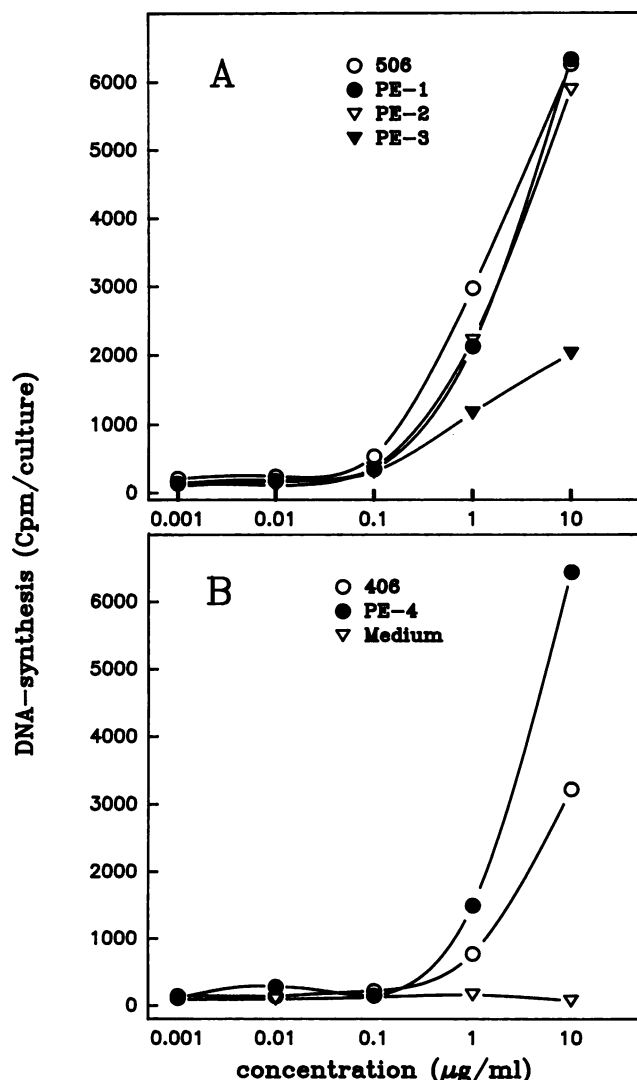 A
506
PE-1
PE-2
PE-3
6000
5000
4000
3000
2000
1000
0
0.001 0.01 0.1 1 10
DNA-synthesis (Cpm/culture)
B
406
PE-4
Medium
6000
5000
4000
3000
2000
1000
0
0.001 0.01 0.1 1 10
concentration (μg/ml)